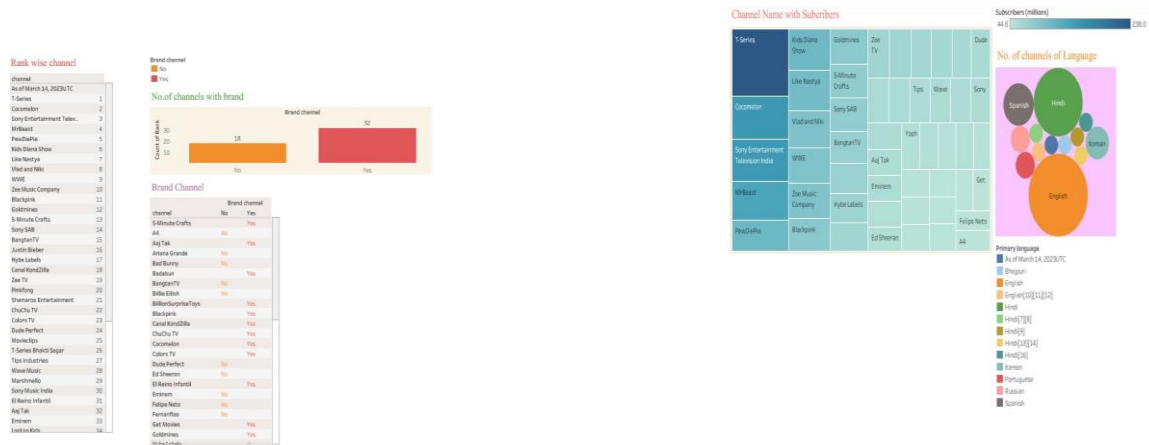 Rank wise channel
channel
As of March 14, 2023UTC
T-Series 1
Cocomelon 2
Sony Entertainment Telev.. 3
MrBeast 4
PewDiePie 5
Kids Diana Show 6
Like Nastya 7
Vlad and Niki 8
WWE 9
Zee Music Company 10
Blackpink 11
Goldmines 12
5-Minute Crafts 13
Sony SAB 14
BangtanTV 15
Justin Bieber 16
Hybe Labels 17
Canal KondZilla 18
Zee TV 19
Pinkfong 20
Shemaroo Entertainment 21
ChuChu TV 22
Colors TV 23
Dude Perfect 24
Movieclips 25
T-Series Bhakti Sagar 26
Tips Industries 27
Wave Music 28
Marshmello 29
Sony Music India 30
El Reino Infantil 31
Aaj Tak 32
Eminem 33
LooLoo Kids 34
Brand channel
No
Yes
No.of channels with brand
Brand channel
Count of Rank
30
20
10
18
32
No
Yes
Brand Channel
Brand channel
channel No Yes
5-Minute Crafts Yes
A4 No
Aaj Tak Yes
Ariana Grande No
Bad Bunny No
Badabun Yes
BangtanTV No
Billie Eilish No
BillionSurpriseToys Yes
Blackpink Yes
Canal KondZilla Yes
ChuChu TV Yes
Cocomelon Yes
Colors TV Yes
Dude Perfect No
Ed Sheeran No
El Reino Infantil Yes
Eminem No
Felipe Neto No
Fernanfloo No
Get Movies Yes
Goldmines Yes
Hybe Labels Yes
Channel Name with Subcribers
T-Series
Cocomelon
Sony Entertainment
Television India
MrBeast
PewDiePie
Kids Diana
Show
Like Nastya
Vlad and Niki
WWE
Zee Music
Company
Blackpink
Goldmines
5-Minute
Crafts
Sony SAB
BangtanTV
Hybe Labels
Zee
TV
Dude
Tips
Wave
Sony
Yash
Aaj Tak
Eminem
Ed Sheeran
Get
Felipe Neto
A4
Subscribers (millions)
44.6 238.0
No. of channels of Language
Spanish
Hindi
Korean
English
Primary language
As of March 14, 2023UTC
Bhojpuri
English
English[10][11][12]
Hindi
Hindi[7][8]
Hindi[9]
Hindi[13][14]
Hindi[16]
Korean
Portuguese
Russian
Spanish